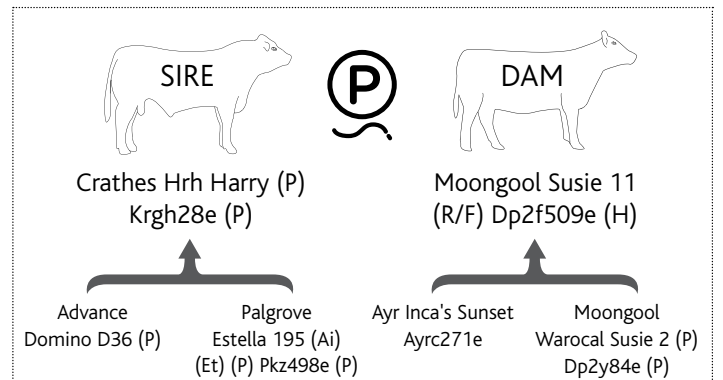 SIRE
P
DAM
Crathes Hrh Harry (P)
Krgh28e (P)
Moongool Susie 11
(R/F) Dp2f509e (H)
Advance
Domino D36 (P)
Palgrove
Estella 195 (Ai)
(Et) (P) Pkz498e (P)
Ayr Inca's Sunset
Ayrc271e
Moongool
Warocal Susie 2 (P)
Dp2y84e (P)